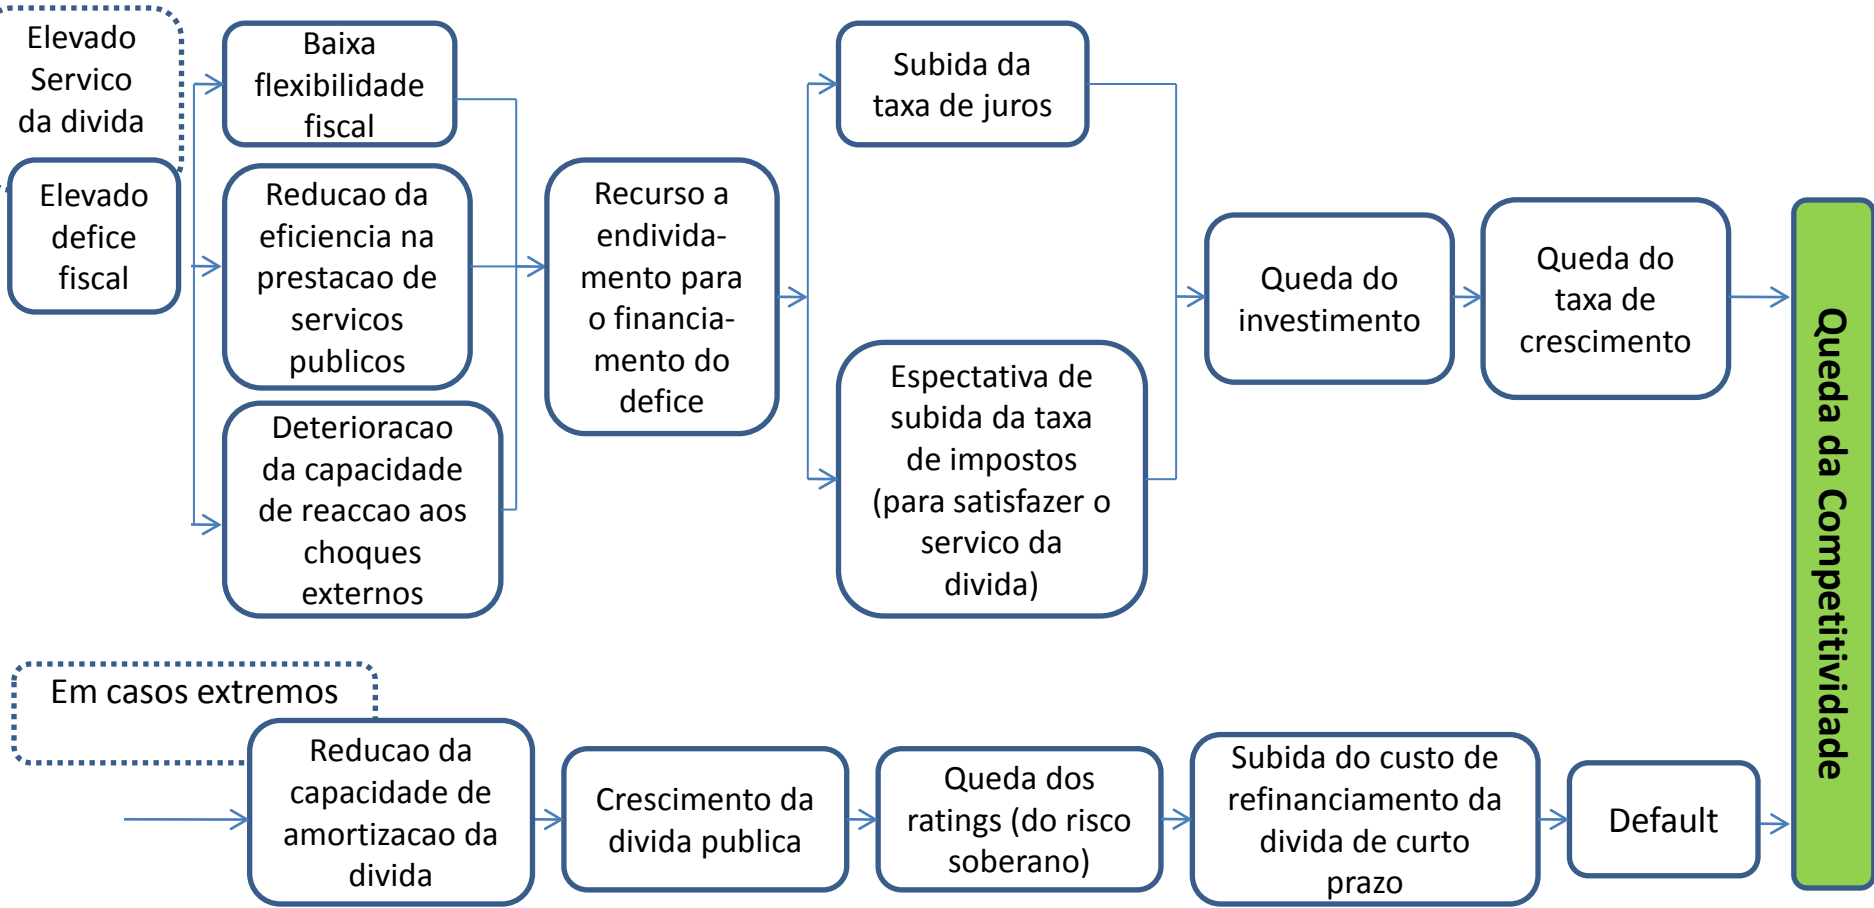 Elevado
Servico
da divida
Elevado
defice
fiscal
Baixa
flexibilidade
fiscal
Reducao da
eficiencia na
prestacao de
servicos
publicos
Deterioracao
da capacidade
de reaccao aos
choques
externos
Recurso a
endivida-
mento para
o financia-
mento do
defice
Subida da
taxa de juros
Espectativa de
subida da taxa
de impostos
(para satisfazer o
servico da
divida)
Queda do
investimento
Queda do
taxa de
crescimento
Queda da Competitividade
Em casos extremos
Reducao da
capacidade de
amortizacao da
divida
Crescimento da
divida publica
Queda dos
ratings (do risco
soberano)
Subida do custo de
refinanciamento da
divida de curto
prazo
Default